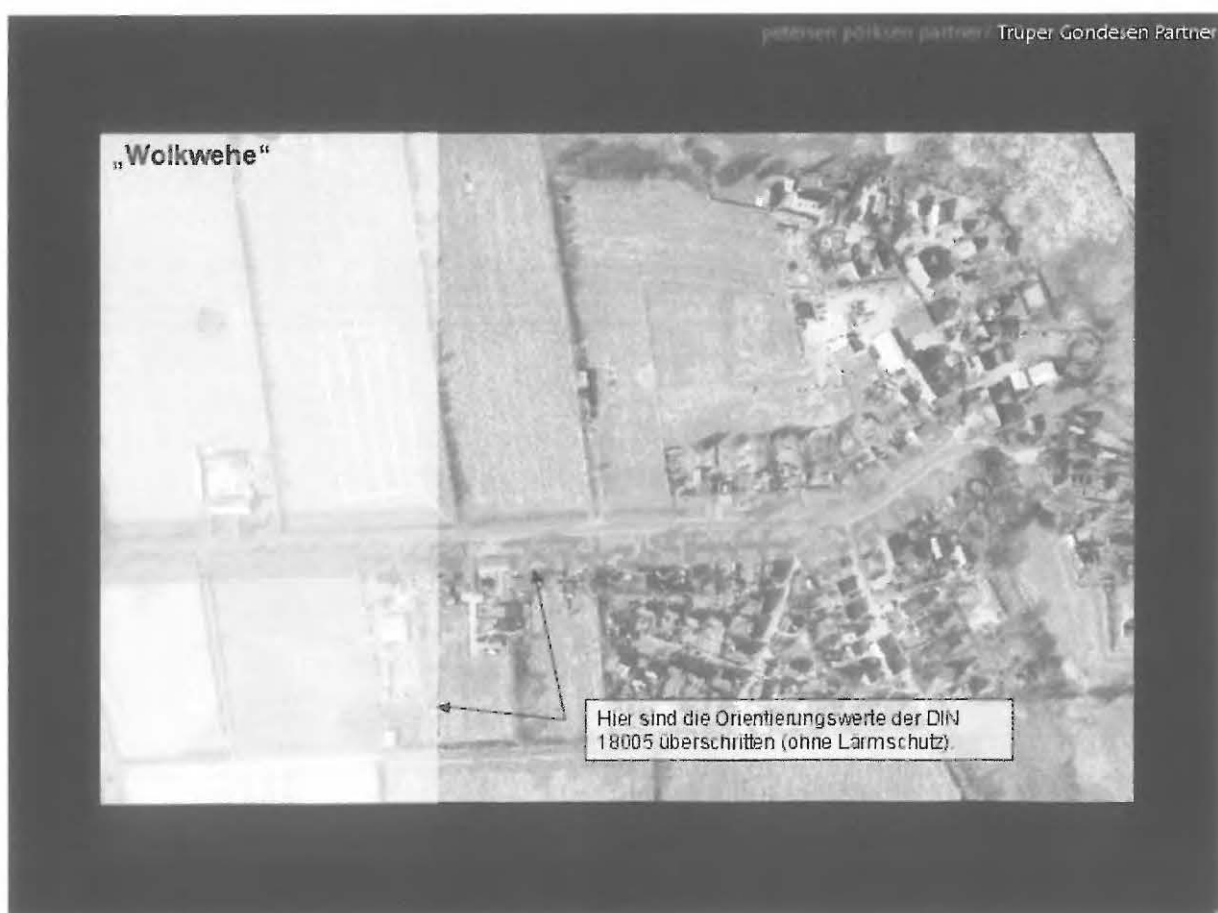 petersen pörksen partner/ Trüper Gondesen Partner
„Wolkwehe“
Hier sind die Orientierungswerte der DIN
18005 überschritten (ohne Lärmschutz).